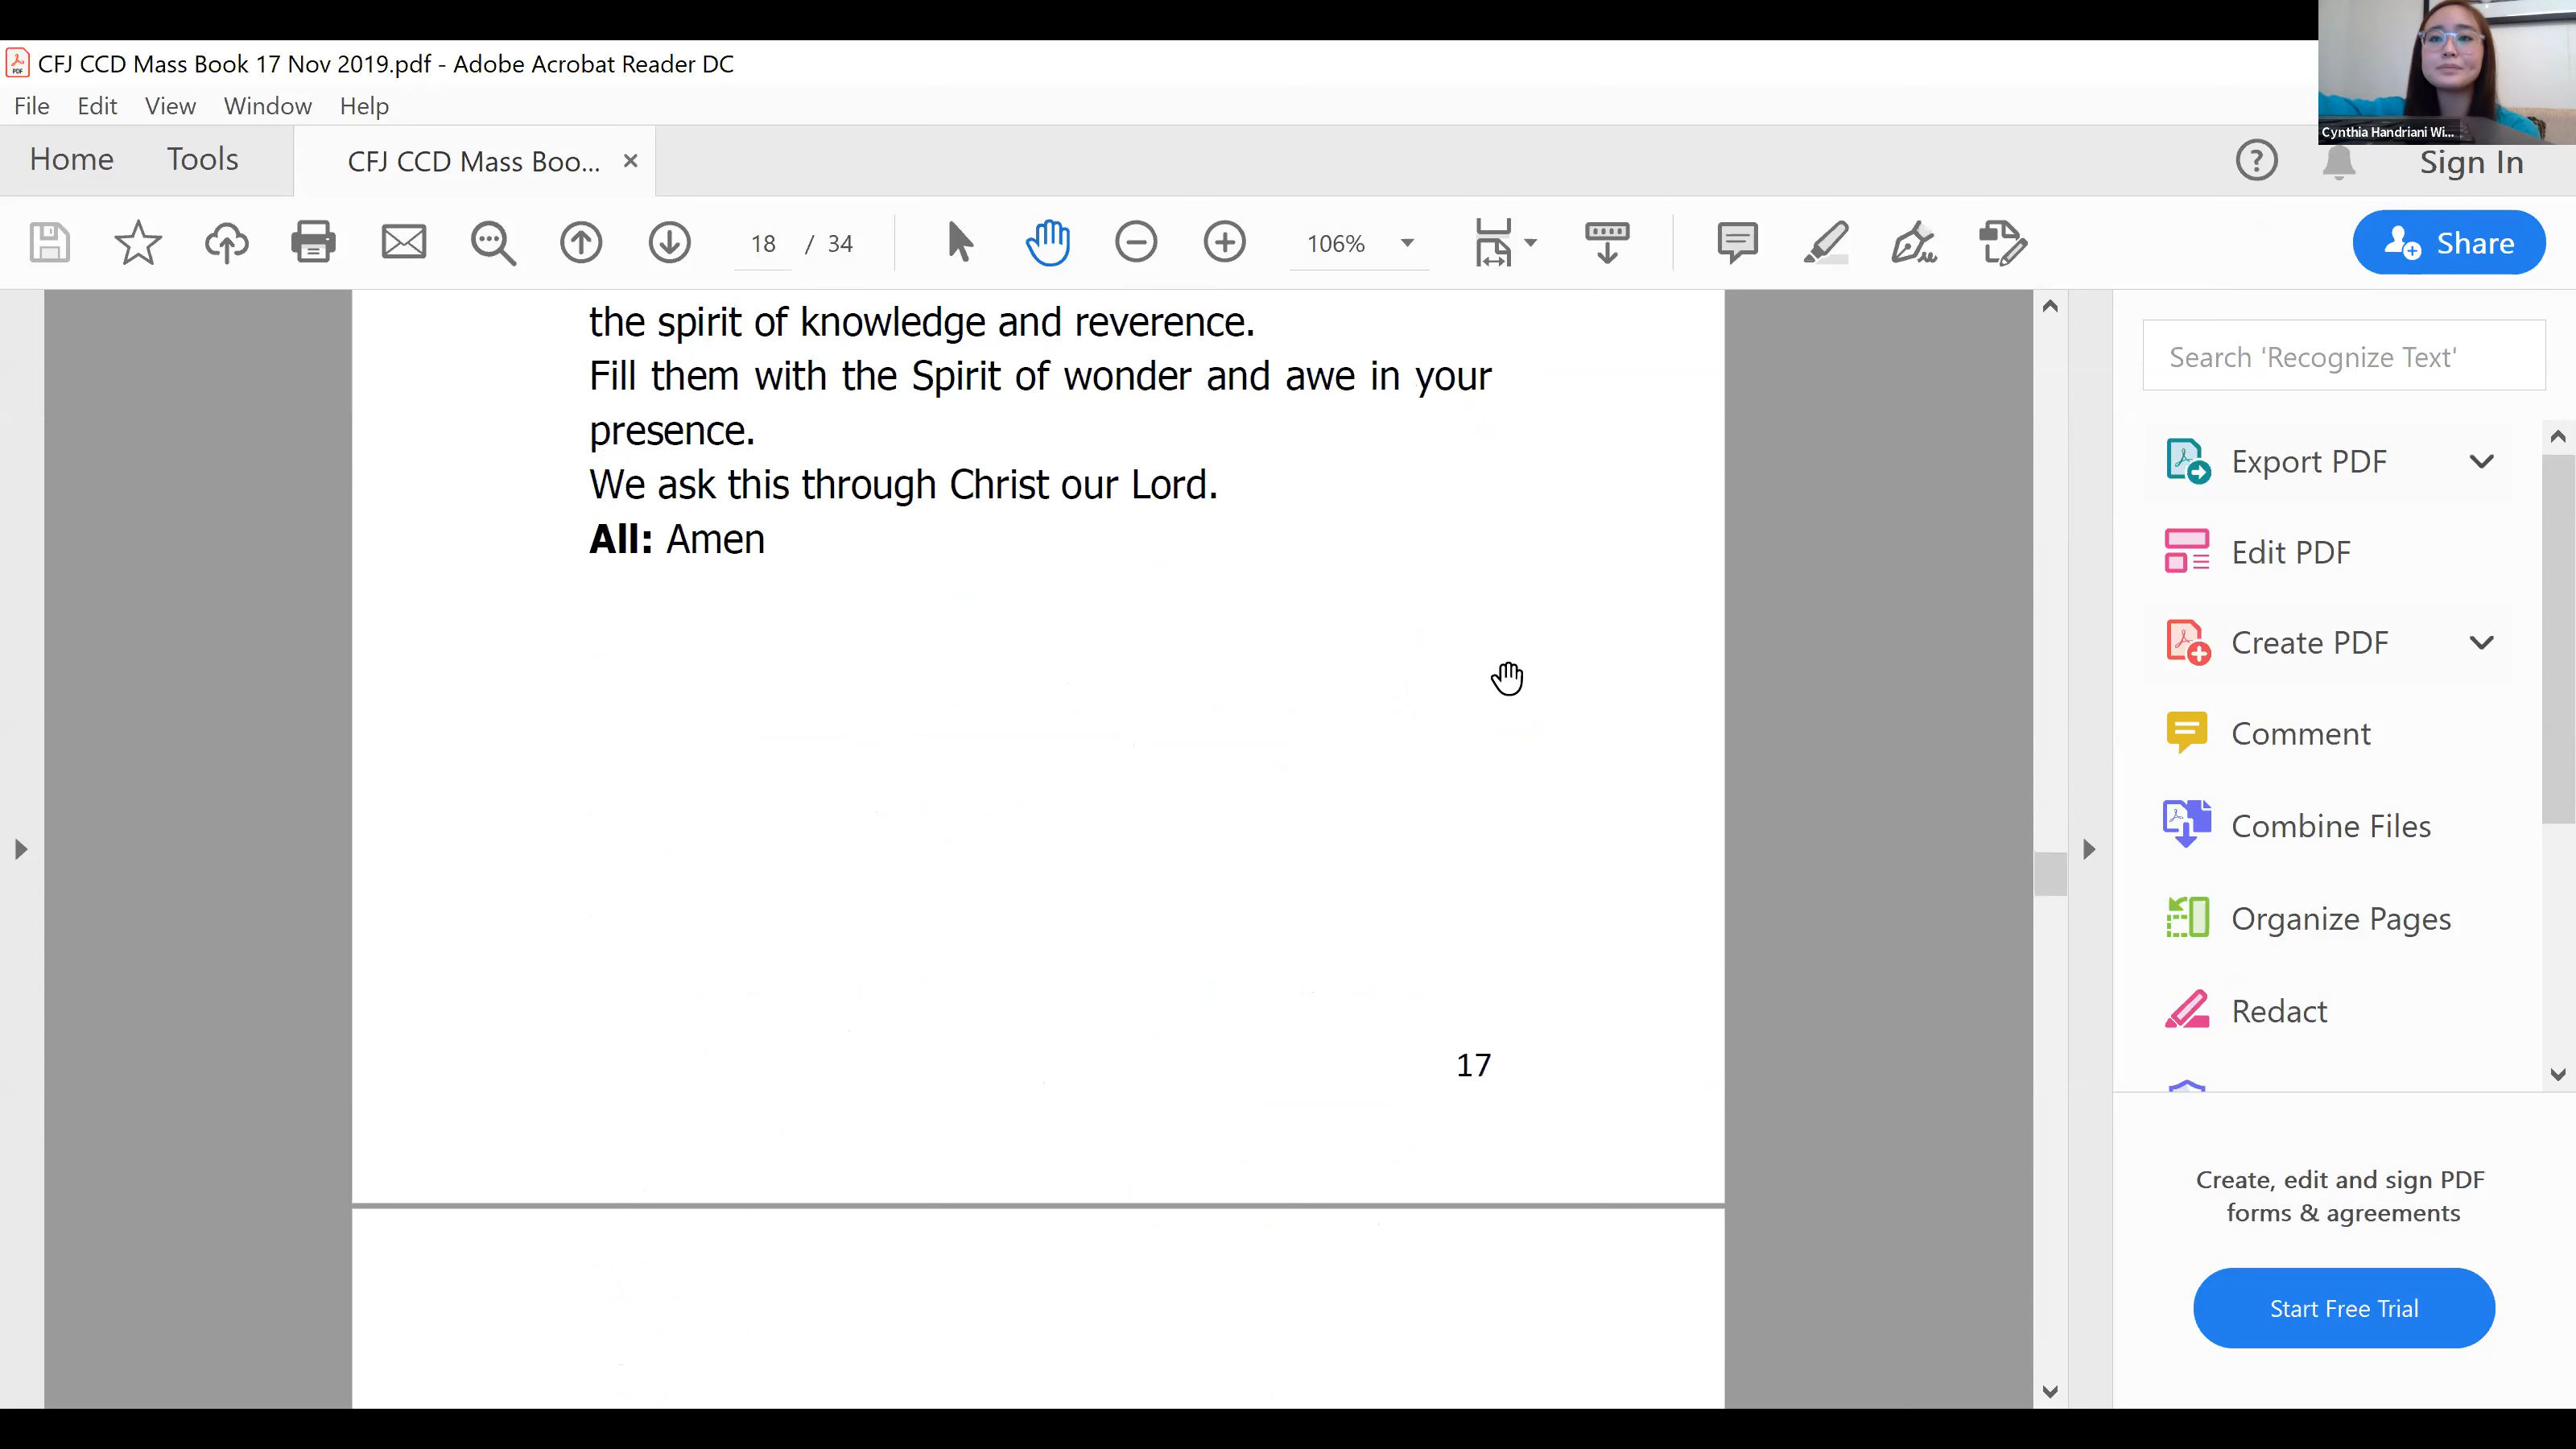 CFJ CCD Mass Book 17 Nov 2019.pdf - Adobe Acrobat Reader DC
Cynthia Handriani Wi...
File Edit View Window Help
Home Tools CFJ CCD Mass Boo... Sign In
18 / 34 106% Share
the spirit of knowledge and reverence.
Fill them with the Spirit of wonder and awe in your
presence.
We ask this through Christ our Lord.
All: Amen
17
Search 'Recognize Text'
Export PDF
Edit PDF
Create PDF
Comment
Combine Files
Organize Pages
Redact
Create, edit and sign PDF
forms & agreements
Start Free Trial